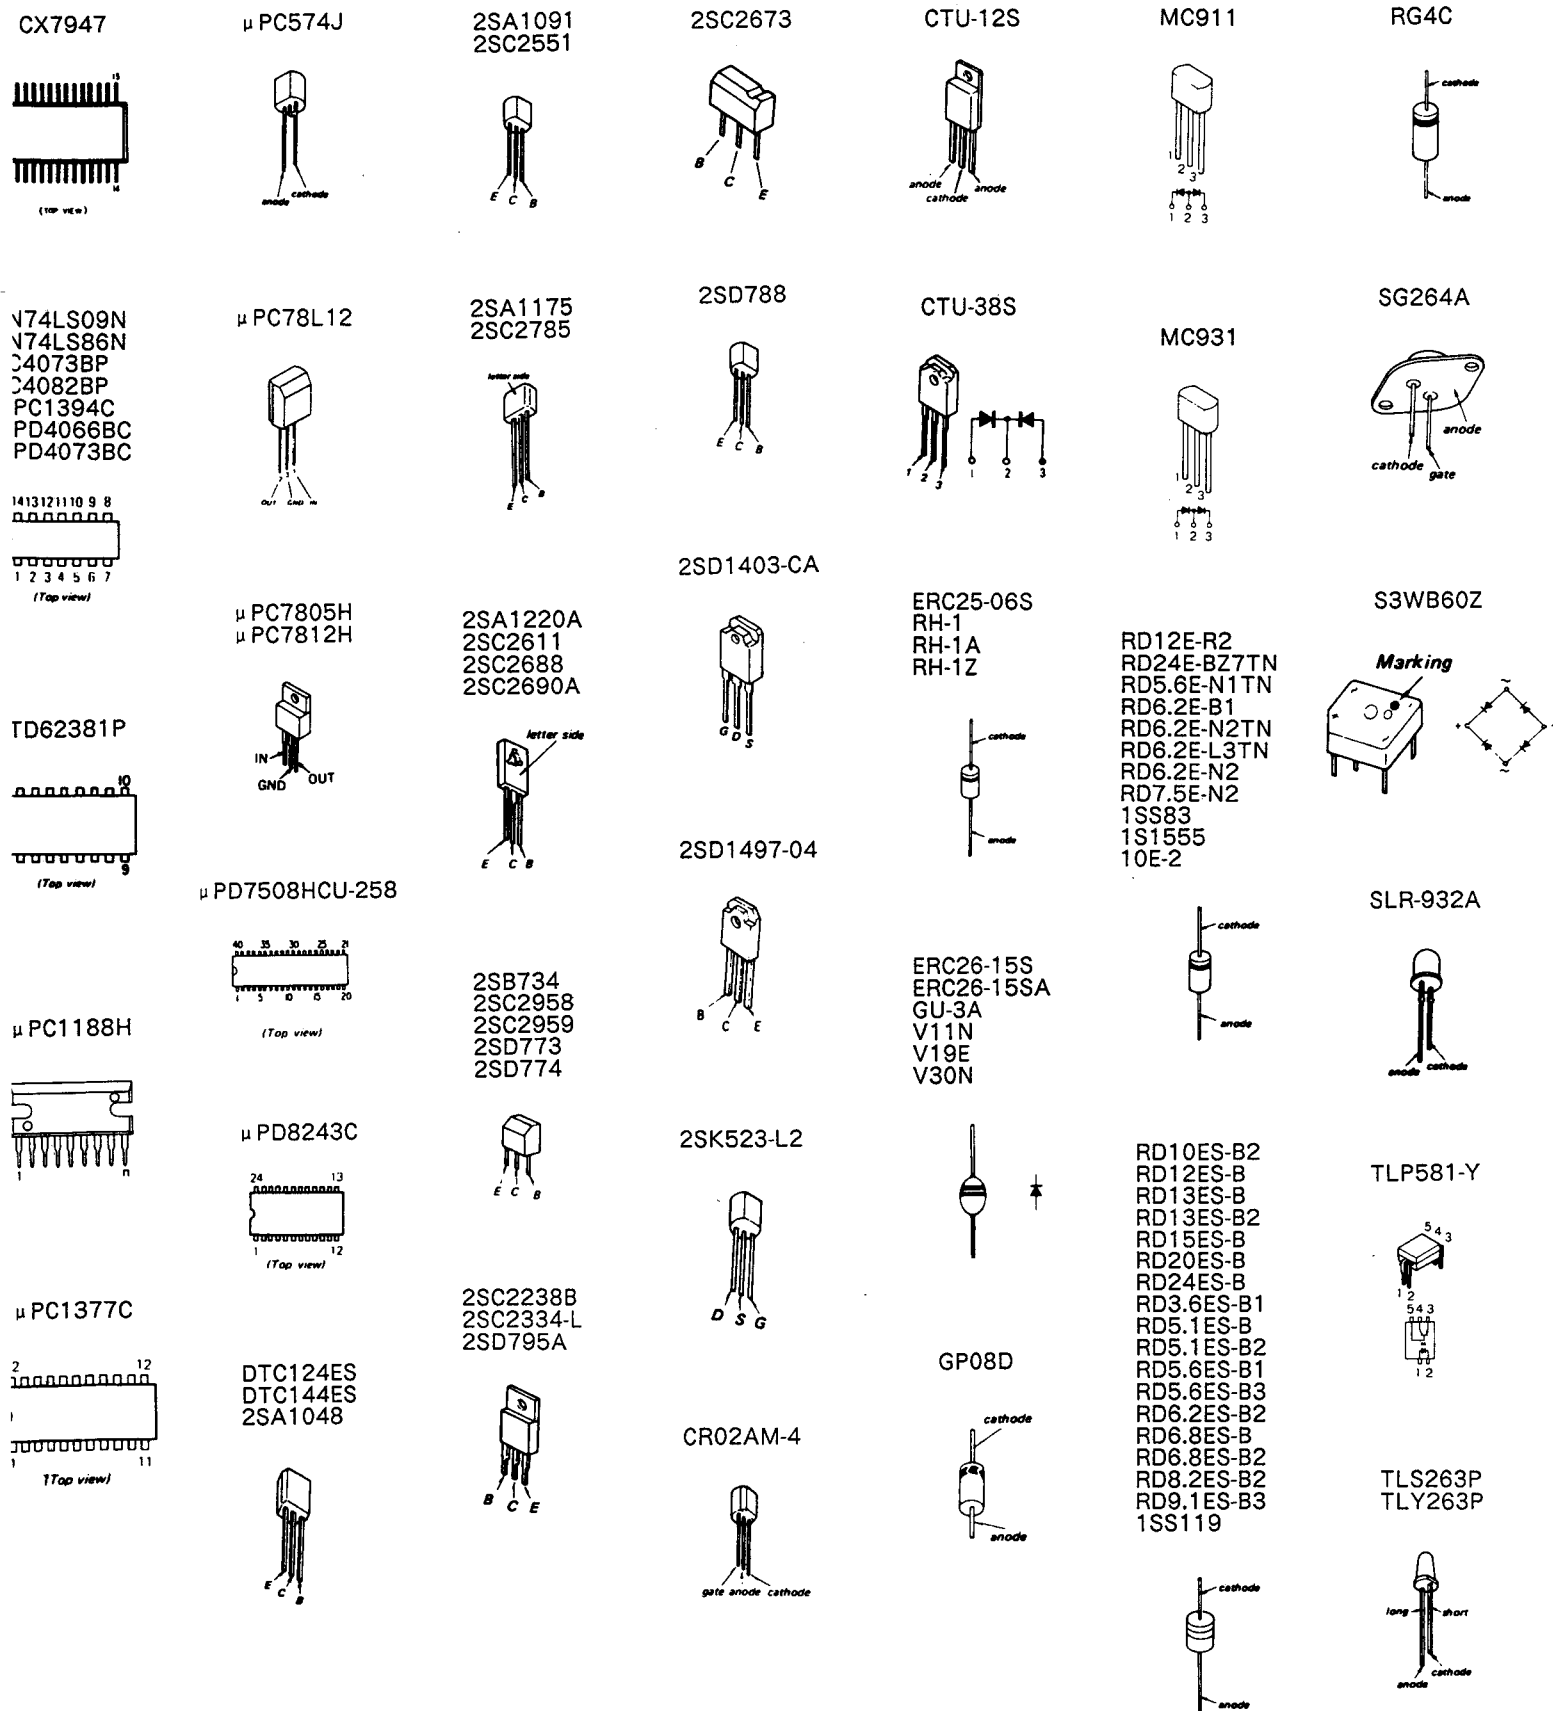 CX7947
15
14
(TOP VIEW)
N74LS09N
N74LS86N
C4073BP
C4082BP
PC1394C
PD4066BC
PD4073BC
14 13 12 11 10 9 8
1 2 3 4 5 6 7
(Top view)
TD62381P
10
9
(Top view)
μPC1188H
1
μPC1377C
2 12
1 11
(Top view)
μPC574J
anode cathode
μPC78L12
OUT GND IN
μPC7805H
μPC7812H
IN
GND
OUT
μPD7508HCU-258
40 35 30 25 21
1 5 10 15 20
(Top view)
μPD8243C
24 13
1 12
(Top view)
DTC124ES
DTC144ES
2SA1048
E C B
2SA1091
2SC2551
E C B
2SA1175
2SC2785
letter side
E C B
2SA1220A
2SC2611
2SC2688
2SC2690A
letter side
E C B
2SB734
2SC2958
2SC2959
2SD773
2SD774
E C B
2SC2238B
2SC2334-L
2SD795A
B C E
2SC2673
B C E
2SD788
E C B
2SD1403-CA
G D S
2SD1497-04
B C E
2SK523-L2
D S G
CR02AM-4
gate anode cathode
CTU-12S
anode
cathode
anode
CTU-38S
1 2 3
1 2 3
ERC25-06S
RH-1
RH-1A
RH-1Z
cathode
anode
ERC26-15S
ERC26-15SA
GU-3A
V11N
V19E
V30N
GP08D
cathode
anode
MC911
1 2 3
1 2 3
MC931
1 2 3
1 2 3
RD12E-R2
RD24E-BZ7TN
RD5.6E-N1TN
RD6.2E-B1
RD6.2E-N2TN
RD6.2E-L3TN
RD6.2E-N2
RD7.5E-N2
1SS83
1S1555
10E-2
cathode
anode
RD10ES-B2
RD12ES-B
RD13ES-B
RD13ES-B2
RD15ES-B
RD20ES-B
RD24ES-B
RD3.6ES-B1
RD5.1ES-B
RD5.1ES-B2
RD5.6ES-B1
RD5.6ES-B3
RD6.2ES-B2
RD6.8ES-B
RD6.8ES-B2
RD8.2ES-B2
RD9.1ES-B3
1SS119
cathode
anode
RG4C
cathode
anode
SG264A
anode
cathode
gate
S3WB60Z
Marking
SLR-932A
anode cathode
TLP581-Y
5 4 3
1 2
5 4 3
1 2
TLS263P
TLY263P
long short
cathode
anode